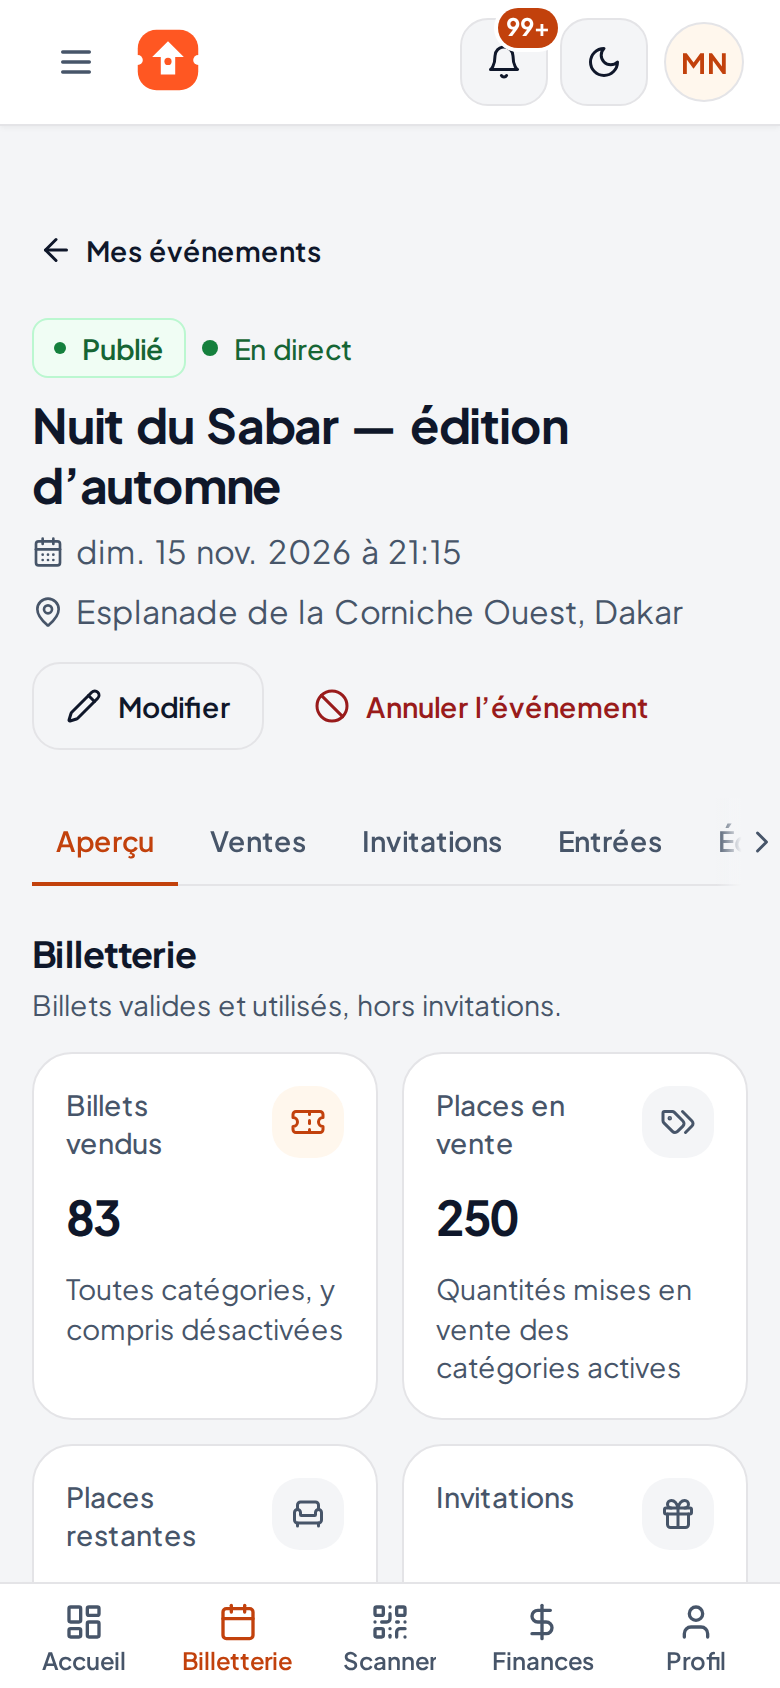 99+
MN
Mes événements
Publié
En direct
Nuit du Sabar — édition
d’automne
dim. 15 nov. 2026 à 21:15
Esplanade de la Corniche Ouest, Dakar
Modifier
Annuler l’événement
Aperçu
Ventes
Invitations
Entrées
Billetterie
Billets valides et utilisés, hors invitations.
Billets
vendus
83
Toutes catégories, y
compris désactivées
Places en
vente
250
Quantités mises en
vente des
catégories actives
Places
restantes
Invitations
Accueil
Billetterie
Scanner
Finances
Profil